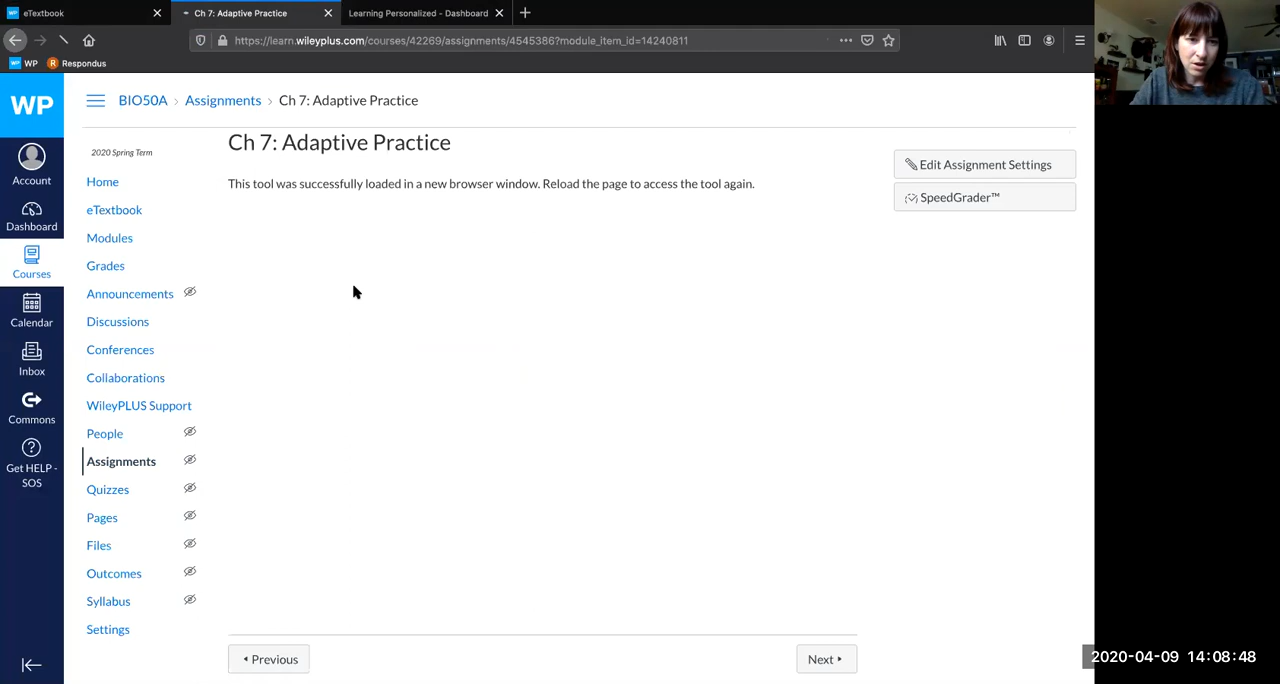 WP eTextbook
Ch 7: Adaptive Practice
Learning Personalized - Dashboard
https://learn.wileyplus.com/courses/42269/assignments/4545386?module_item_id=14240811
WP WP
R Respondus
WP
BIO50A › Assignments › Ch 7: Adaptive Practice
2020 Spring Term
Account
Dashboard
Courses
Calendar
Inbox
Commons
Get HELP -
SOS
Home
eTextbook
Modules
Grades
Announcements
Discussions
Conferences
Collaborations
WileyPLUS Support
People
Assignments
Quizzes
Pages
Files
Outcomes
Syllabus
Settings
Ch 7: Adaptive Practice
This tool was successfully loaded in a new browser window. Reload the page to access the tool again.
Edit Assignment Settings
SpeedGrader™
Previous
Next
2020-04-09 14:08:48